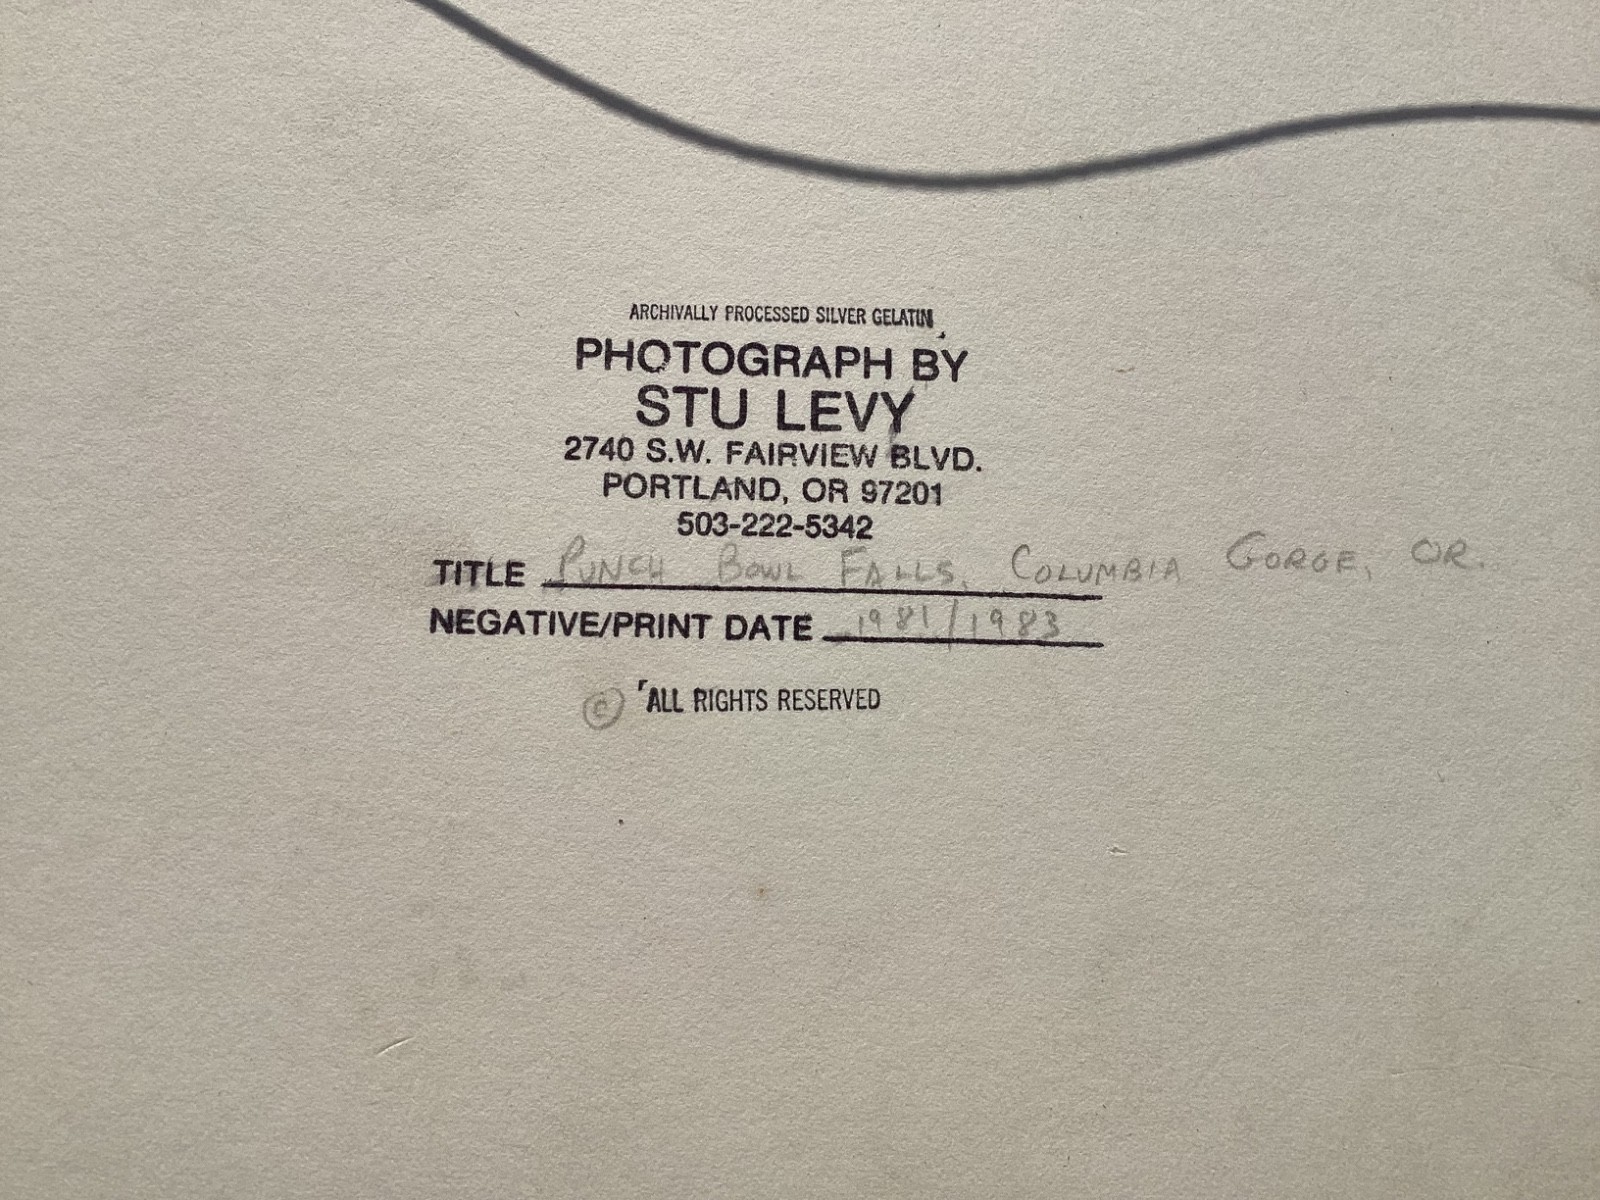 ARCHIVALLY PROCESSED SILVER GELATIN
PHOTOGRAPH BY
STU LEVY
2740 S.W. FAIRVIEW BLVD.
PORTLAND, OR 97201
503-222-5342
TITLE PUNCH BOWL FALLS, COLUMBIA GORGE, OR.
NEGATIVE/PRINT DATE 1981/1983
© ALL RIGHTS RESERVED